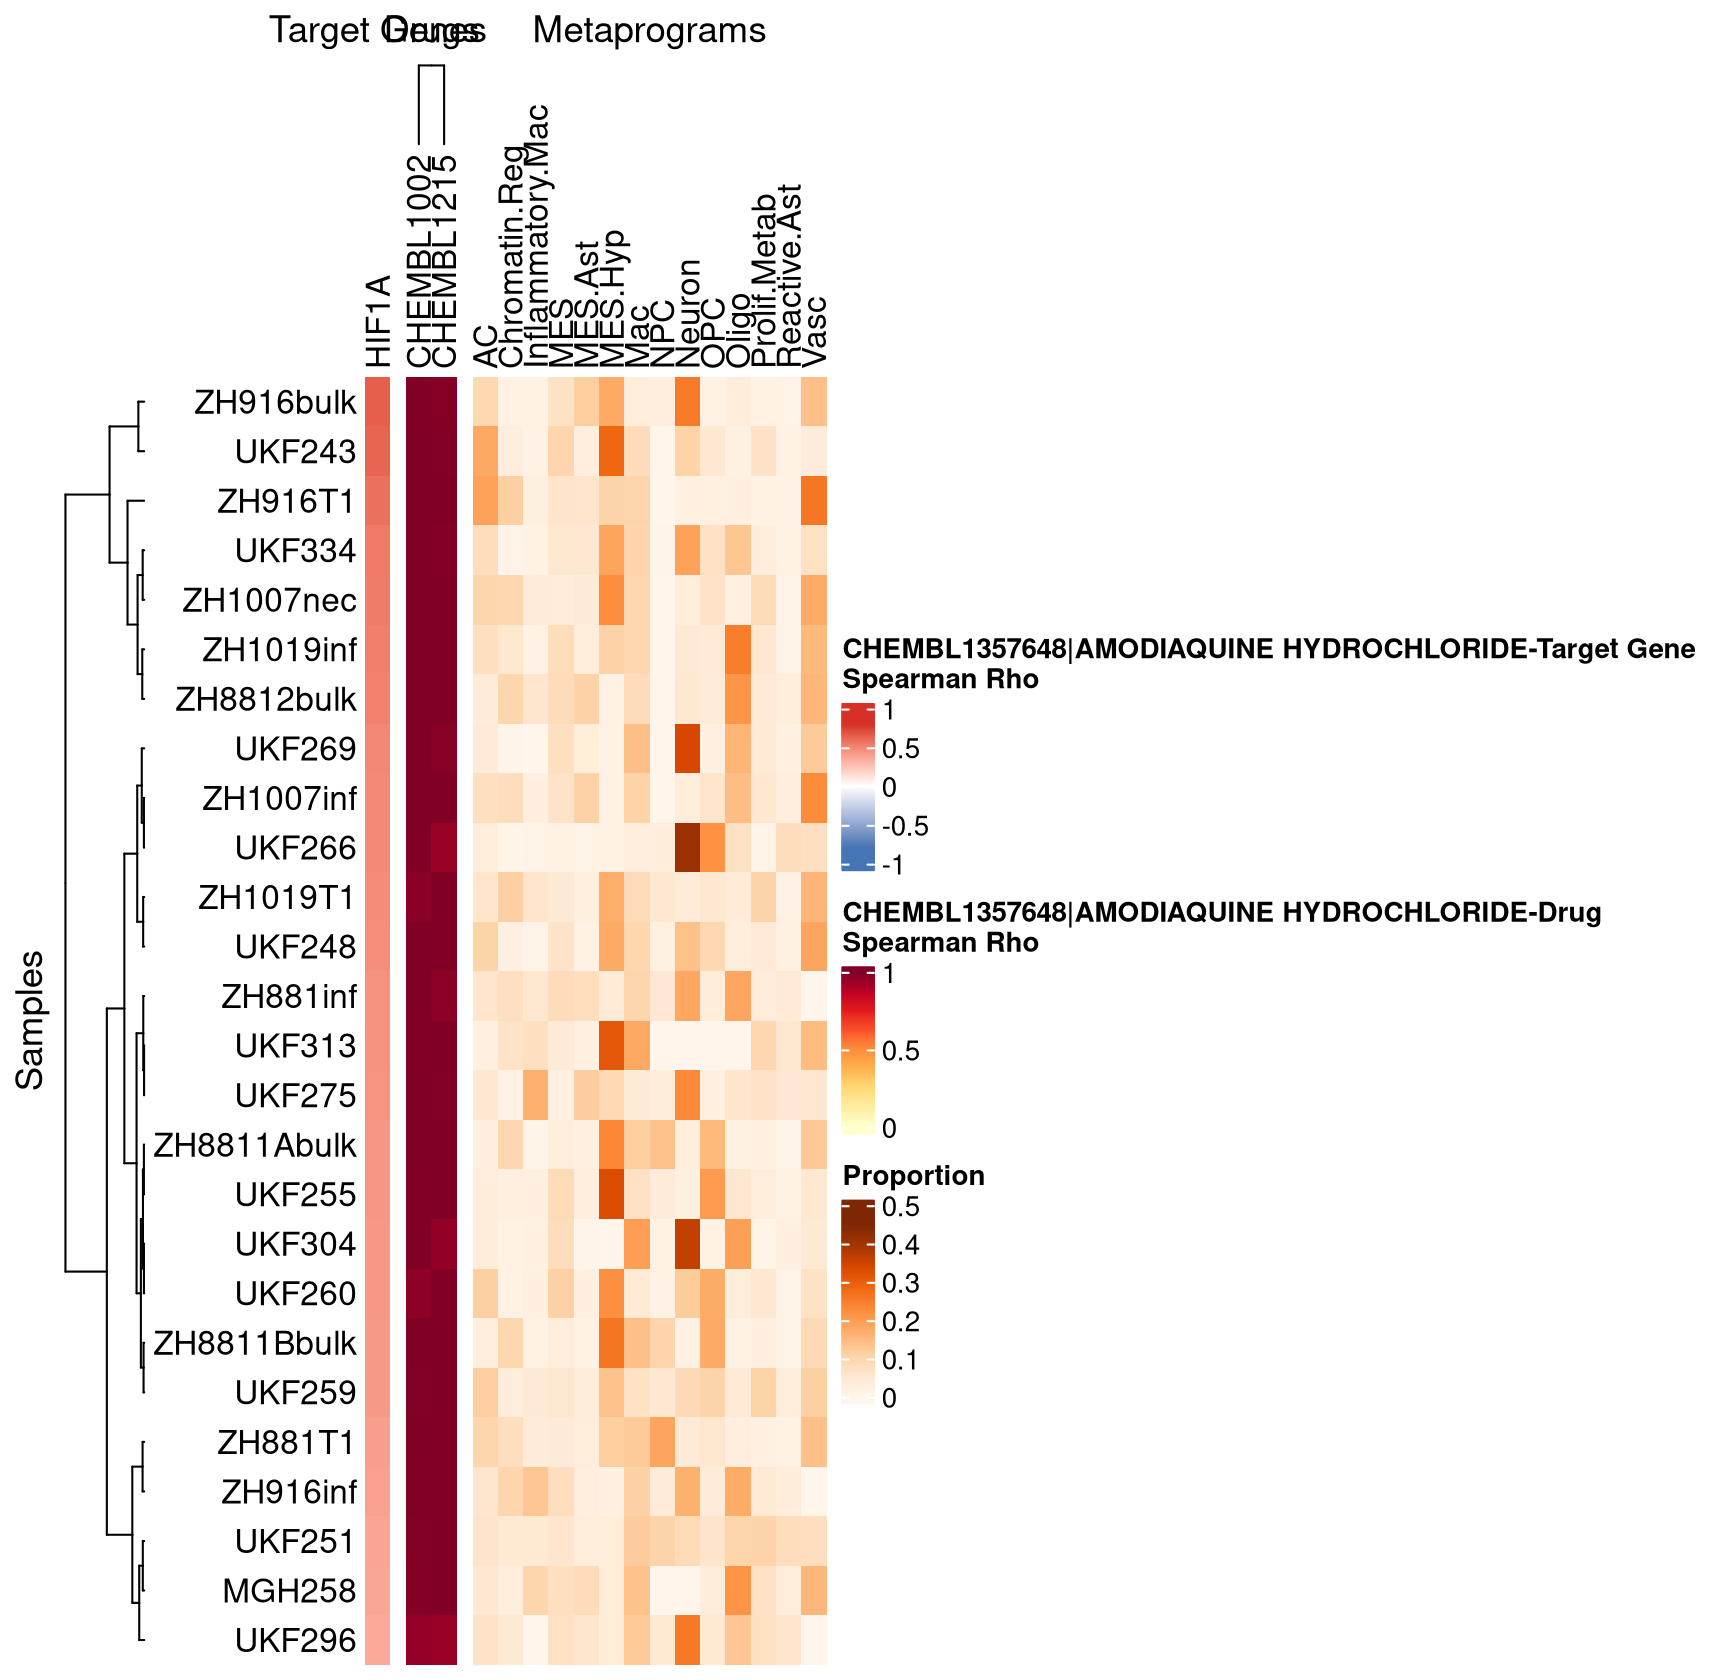 Target Genes
Drugs
Metaprograms
HIF1A
CHEMBL1002
CHEMBL1215
AC
Chromatin.Reg
Inflammatory.Mac
MES
MES.Ast
MES.Hyp
Mac
NPC
Neuron
OPC
Oligo
Prolif.Metab
Reactive.Ast
Vasc
Samples
ZH916bulk
UKF243
ZH916T1
UKF334
ZH1007nec
ZH1019inf
ZH8812bulk
UKF269
ZH1007inf
UKF266
ZH1019T1
UKF248
ZH881inf
UKF313
UKF275
ZH8811Abulk
UKF255
UKF304
UKF260
ZH8811Bbulk
UKF259
ZH881T1
ZH916inf
UKF251
MGH258
UKF296
CHEMBL1357648|AMODIAQUINE HYDROCHLORIDE-Target Gene
Spearman Rho
1
0.5
0
-0.5
-1
CHEMBL1357648|AMODIAQUINE HYDROCHLORIDE-Drug
Spearman Rho
1
0.5
0
Proportion
0.5
0.4
0.3
0.2
0.1
0